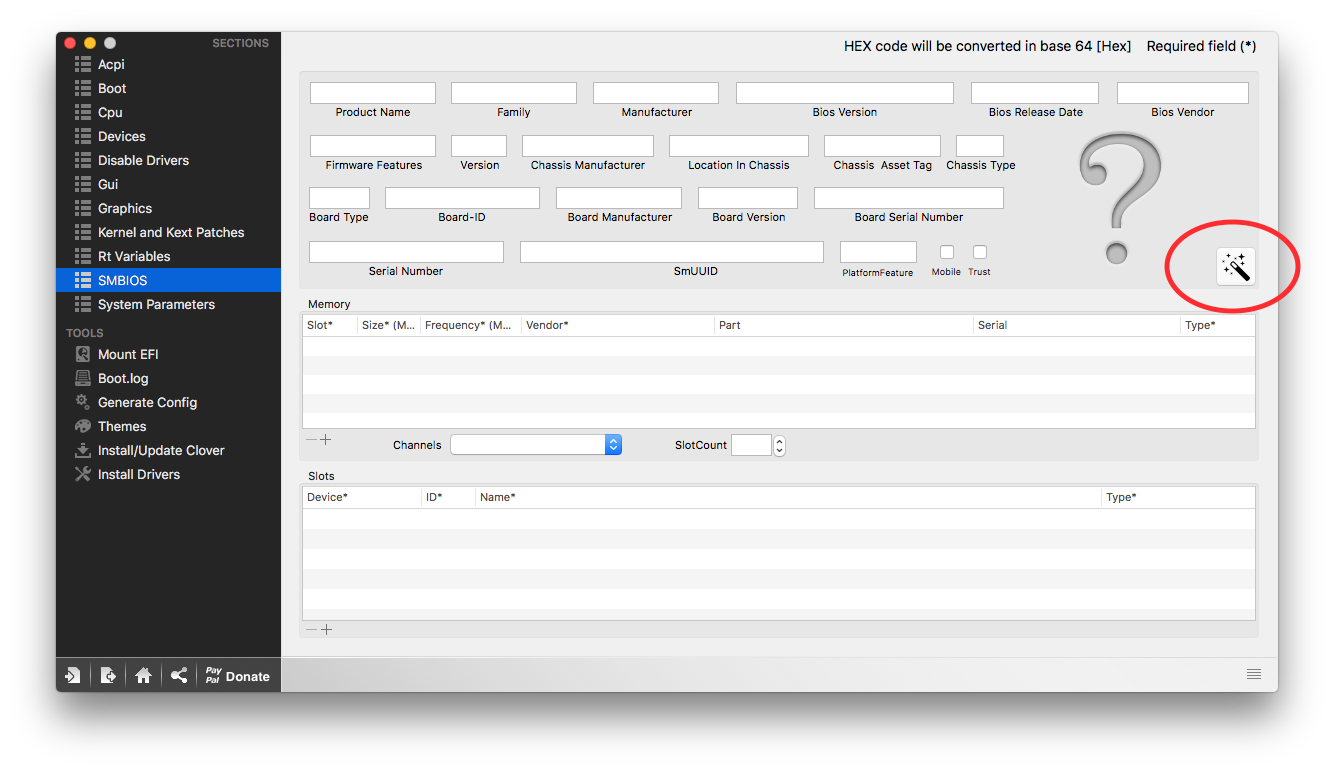 SECTIONS
Acpi
Boot
Cpu
Devices
Disable Drivers
Gui
Graphics
Kernel and Kext Patches
Rt Variables
SMBIOS
System Parameters
TOOLS
Mount EFI
Boot.log
Generate Config
Themes
Install/Update Clover
Install Drivers
Pay
Pal Donate
HEX code will be converted in base 64 [Hex] Required field (*)
Product Name Family Manufacturer Bios Version Bios Release Date Bios Vendor
Firmware Features Version Chassis Manufacturer Location In Chassis Chassis Asset Tag Chassis Type
Board Type Board-ID Board Manufacturer Board Version Board Serial Number
Serial Number SmUUID PlatformFeature Mobile Trust
?
Memory
Slot* Size* (M... Frequency* (M... Vendor* Part Serial Type*
Channels SlotCount
Slots
Device* ID* Name* Type*